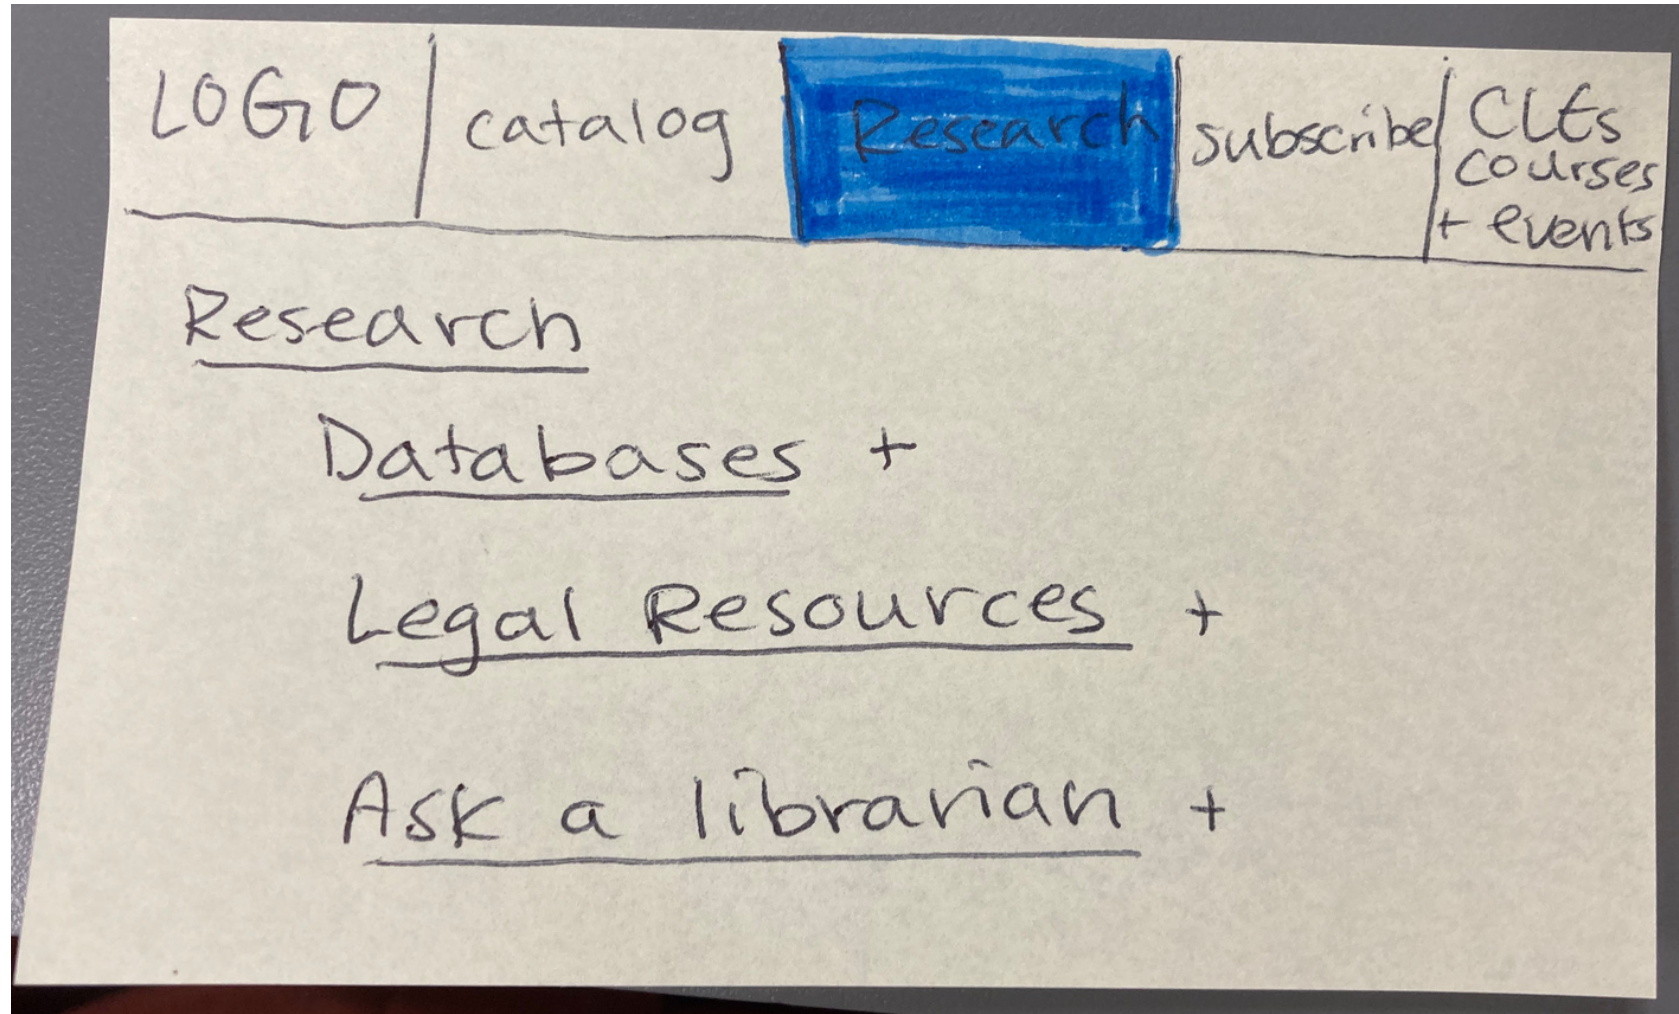 LOGO
catalog
Research
subscribe
CLEs
courses
+ events
Research
Databases +
Legal Resources +
Ask a librarian +